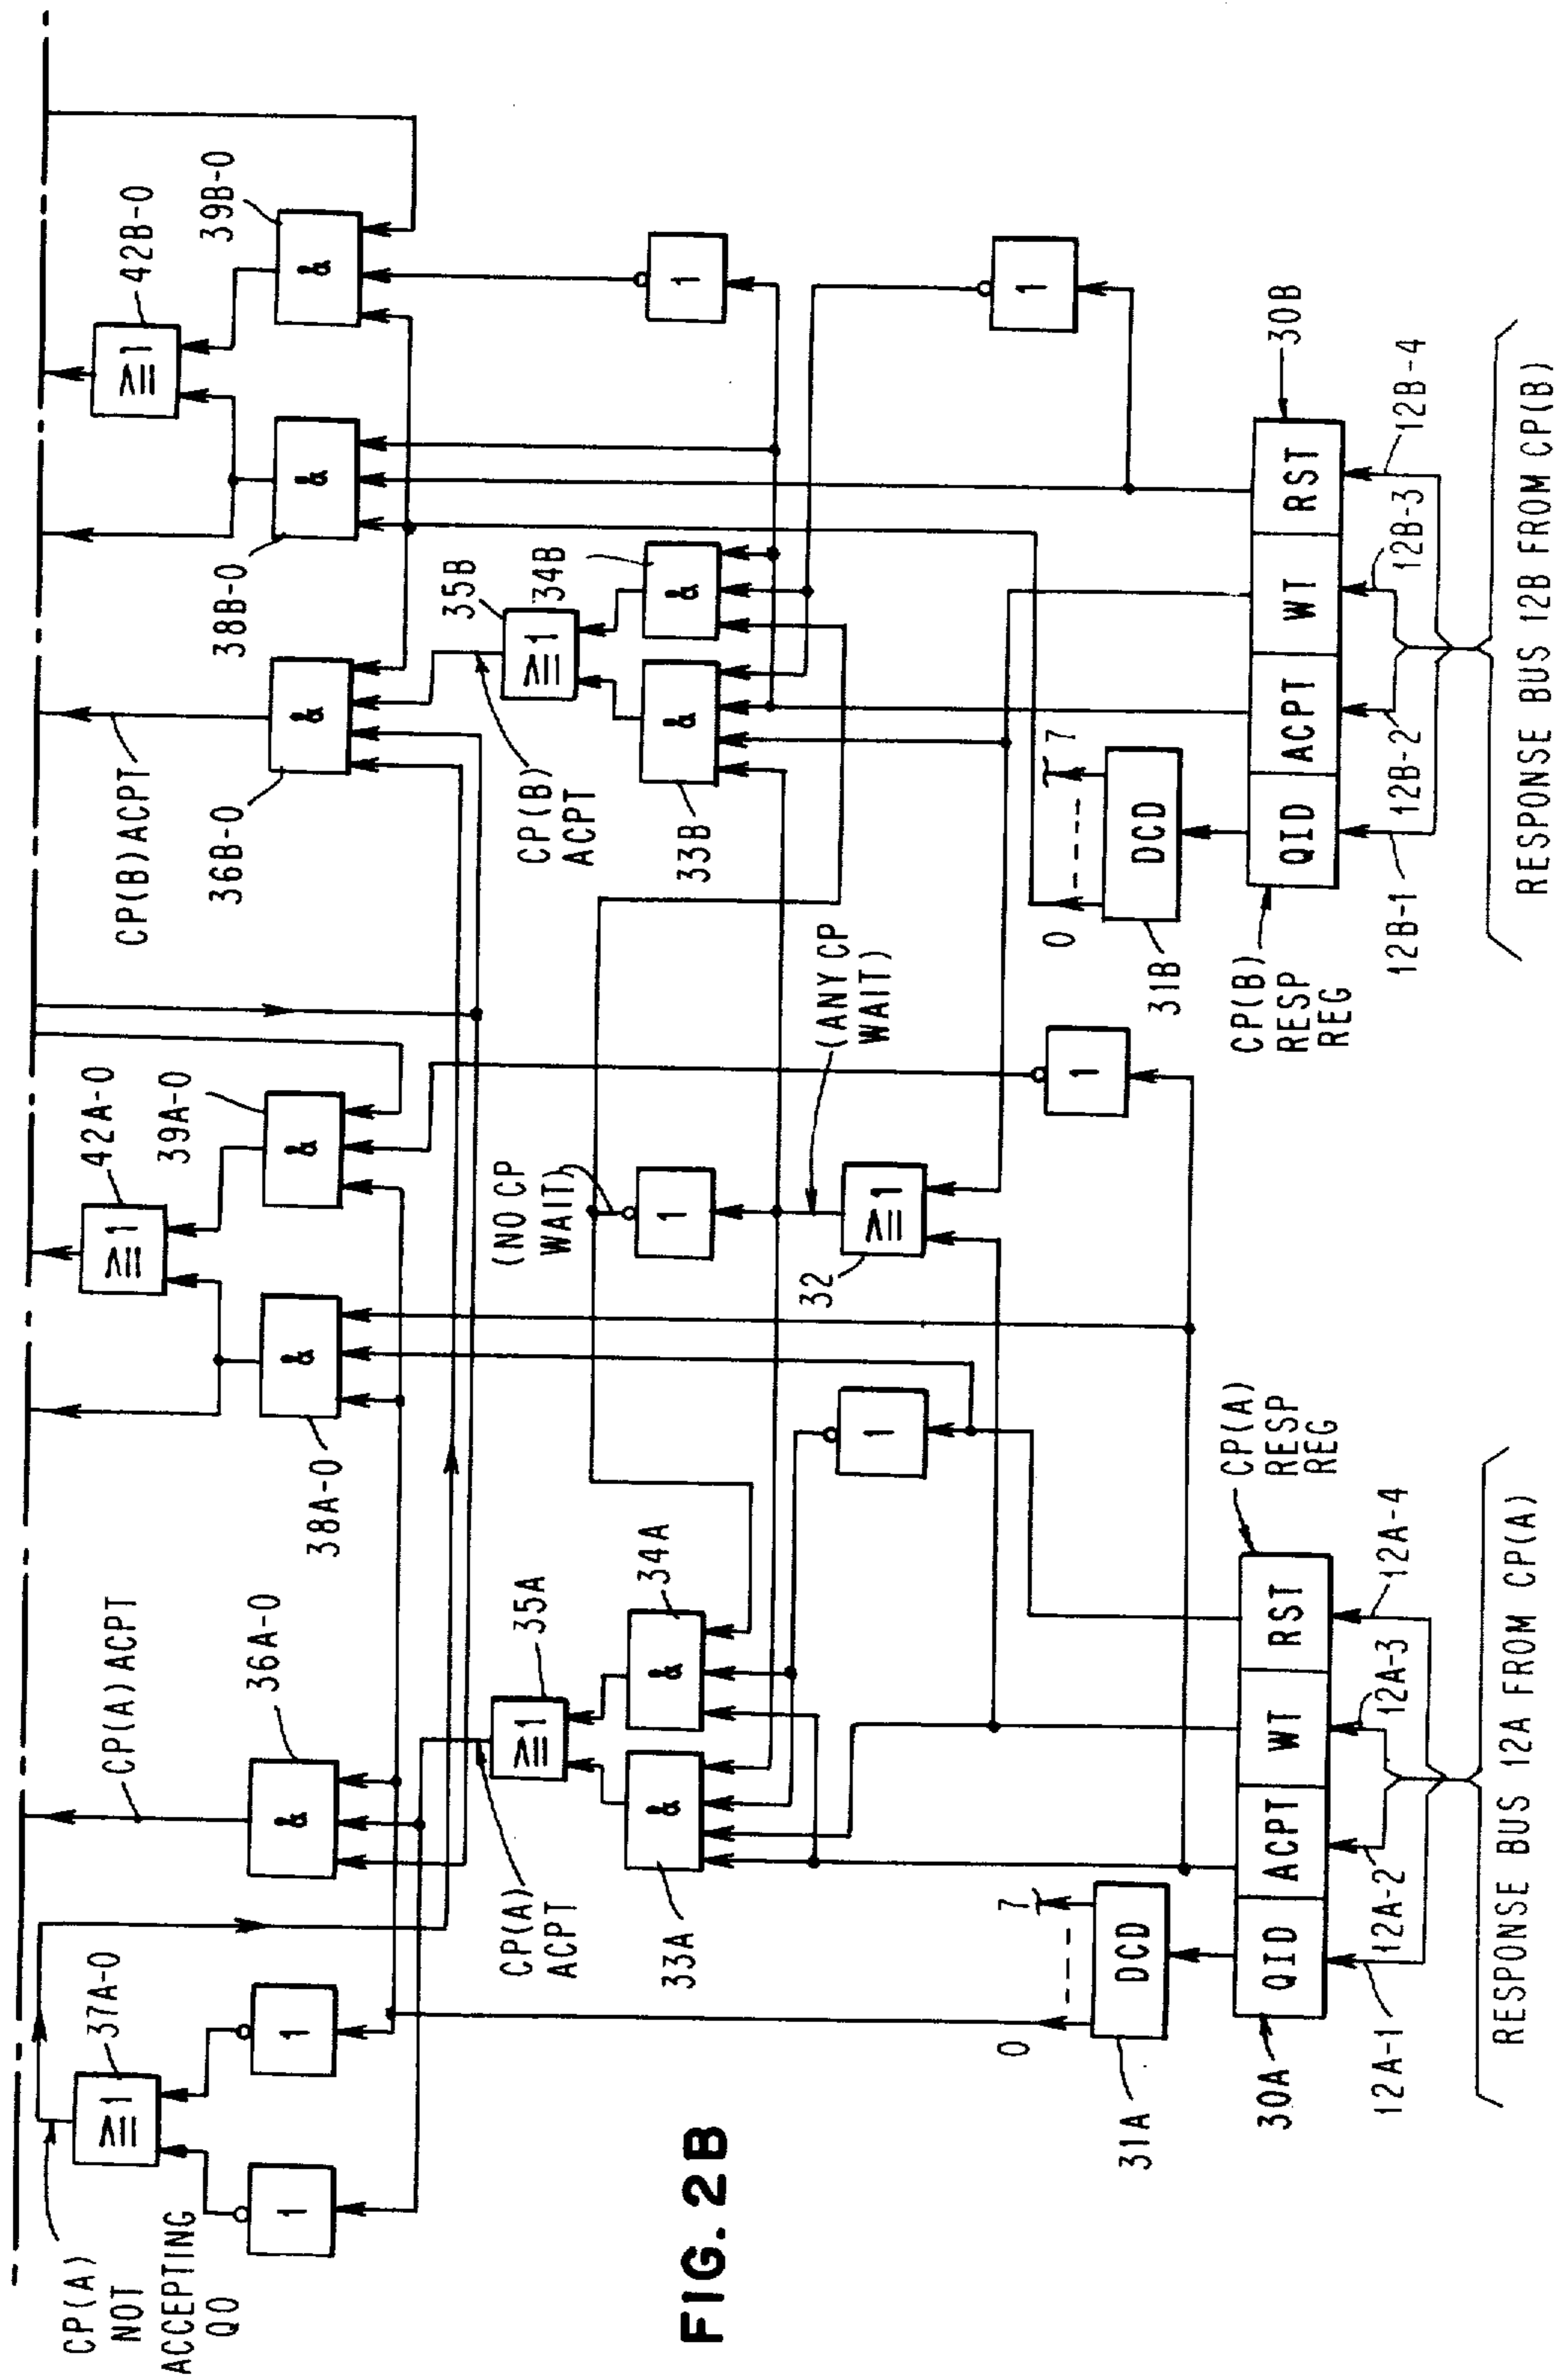 CP(A)
NOT
ACCEPTING
QO
≥1
37A-0
1
1
CP(A)ACPT
36A-0
&
38A-0
&
≥1
42A-0
39A-0
&
CP(B)ACPT
36B-0
&
38B-0
&
≥1
42B-0
39B-0
&
CP(A)
ACPT
≥1
35A
33A
&
&
34A
(NO CP
WAIT)
1
1
32
≥1
(ANY CP
WAIT)
1
CP(B)
ACPT
≥1
35B
33B
&
&
34B
1
1
31A
0
7
DCD
30A
QID
ACPT
WT
RST
CP(A)
RESP
REG
12A-1
12A-2
12A-3
12A-4
RESPONSE BUS 12A FROM CP(A)
31B
0
7
DCD
CP(B)
RESP
REG
QID
ACPT
WT
RST
30B
12B-1
12B-2
12B-3
12B-4
RESPONSE BUS 12B FROM CP(B)
FIG. 2B